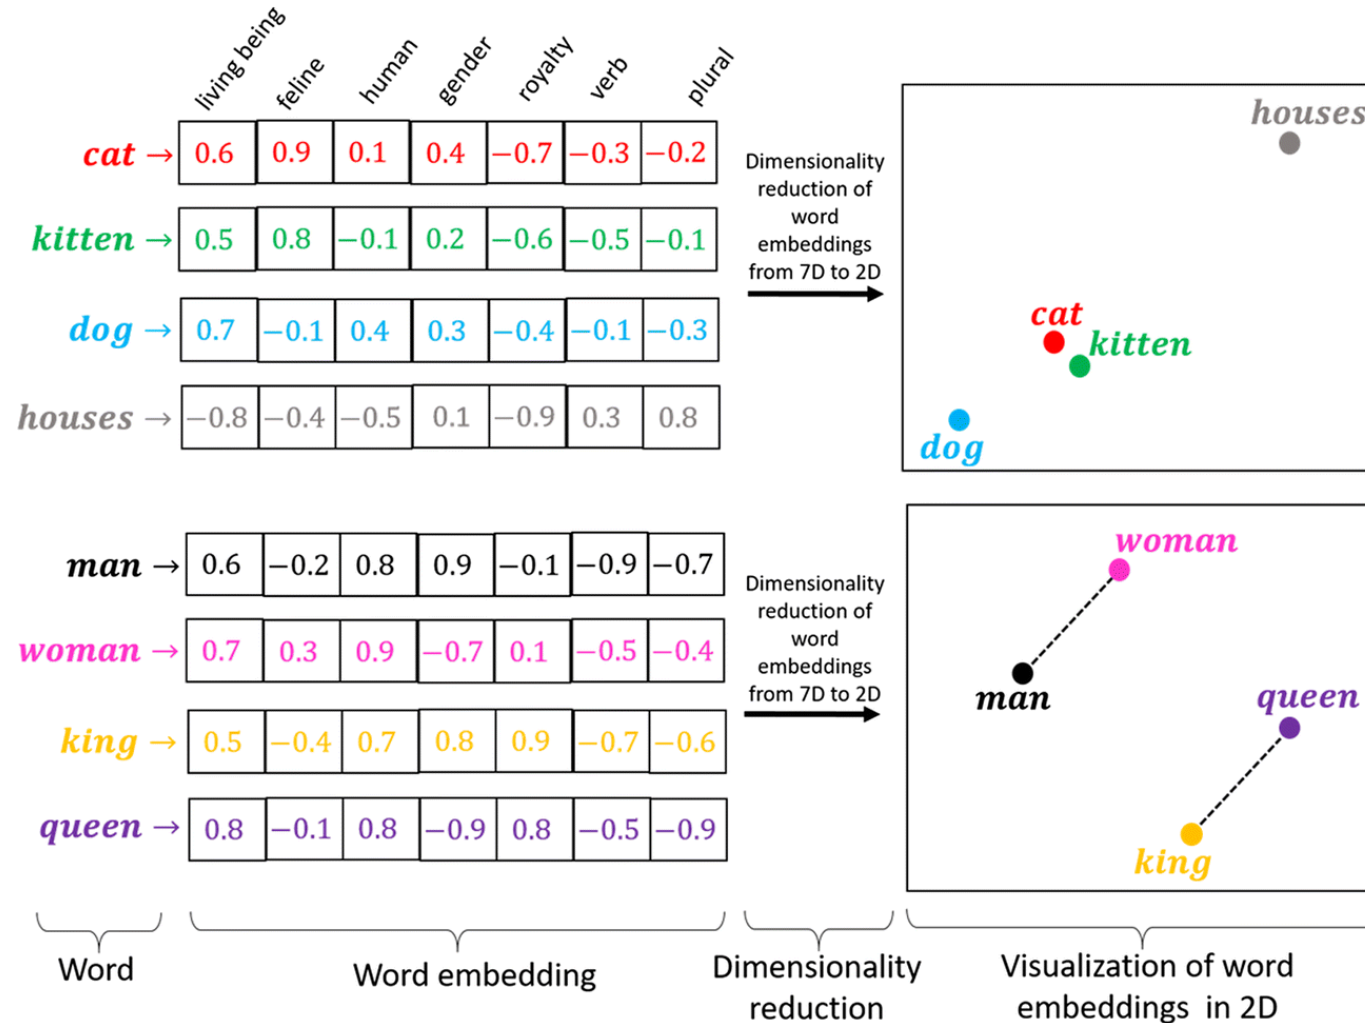 living being feline human gender royalty verb plural
cat → 0.6 0.9 0.1 0.4 −0.7 −0.3 −0.2
kitten → 0.5 0.8 −0.1 0.2 −0.6 −0.5 −0.1
dog → 0.7 −0.1 0.4 0.3 −0.4 −0.1 −0.3
houses → −0.8 −0.4 −0.5 0.1 −0.9 0.3 0.8
Dimensionality
reduction of
word
embeddings
from 7D to 2D
houses
cat
kitten
dog
man → 0.6 −0.2 0.8 0.9 −0.1 −0.9 −0.7
woman → 0.7 0.3 0.9 −0.7 0.1 −0.5 −0.4
king → 0.5 −0.4 0.7 0.8 0.9 −0.7 −0.6
queen → 0.8 −0.1 0.8 −0.9 0.8 −0.5 −0.9
Dimensionality
reduction of
word
embeddings
from 7D to 2D
woman
man
queen
king
Word
Word embedding
Dimensionality
reduction
Visualization of word
embeddings in 2D